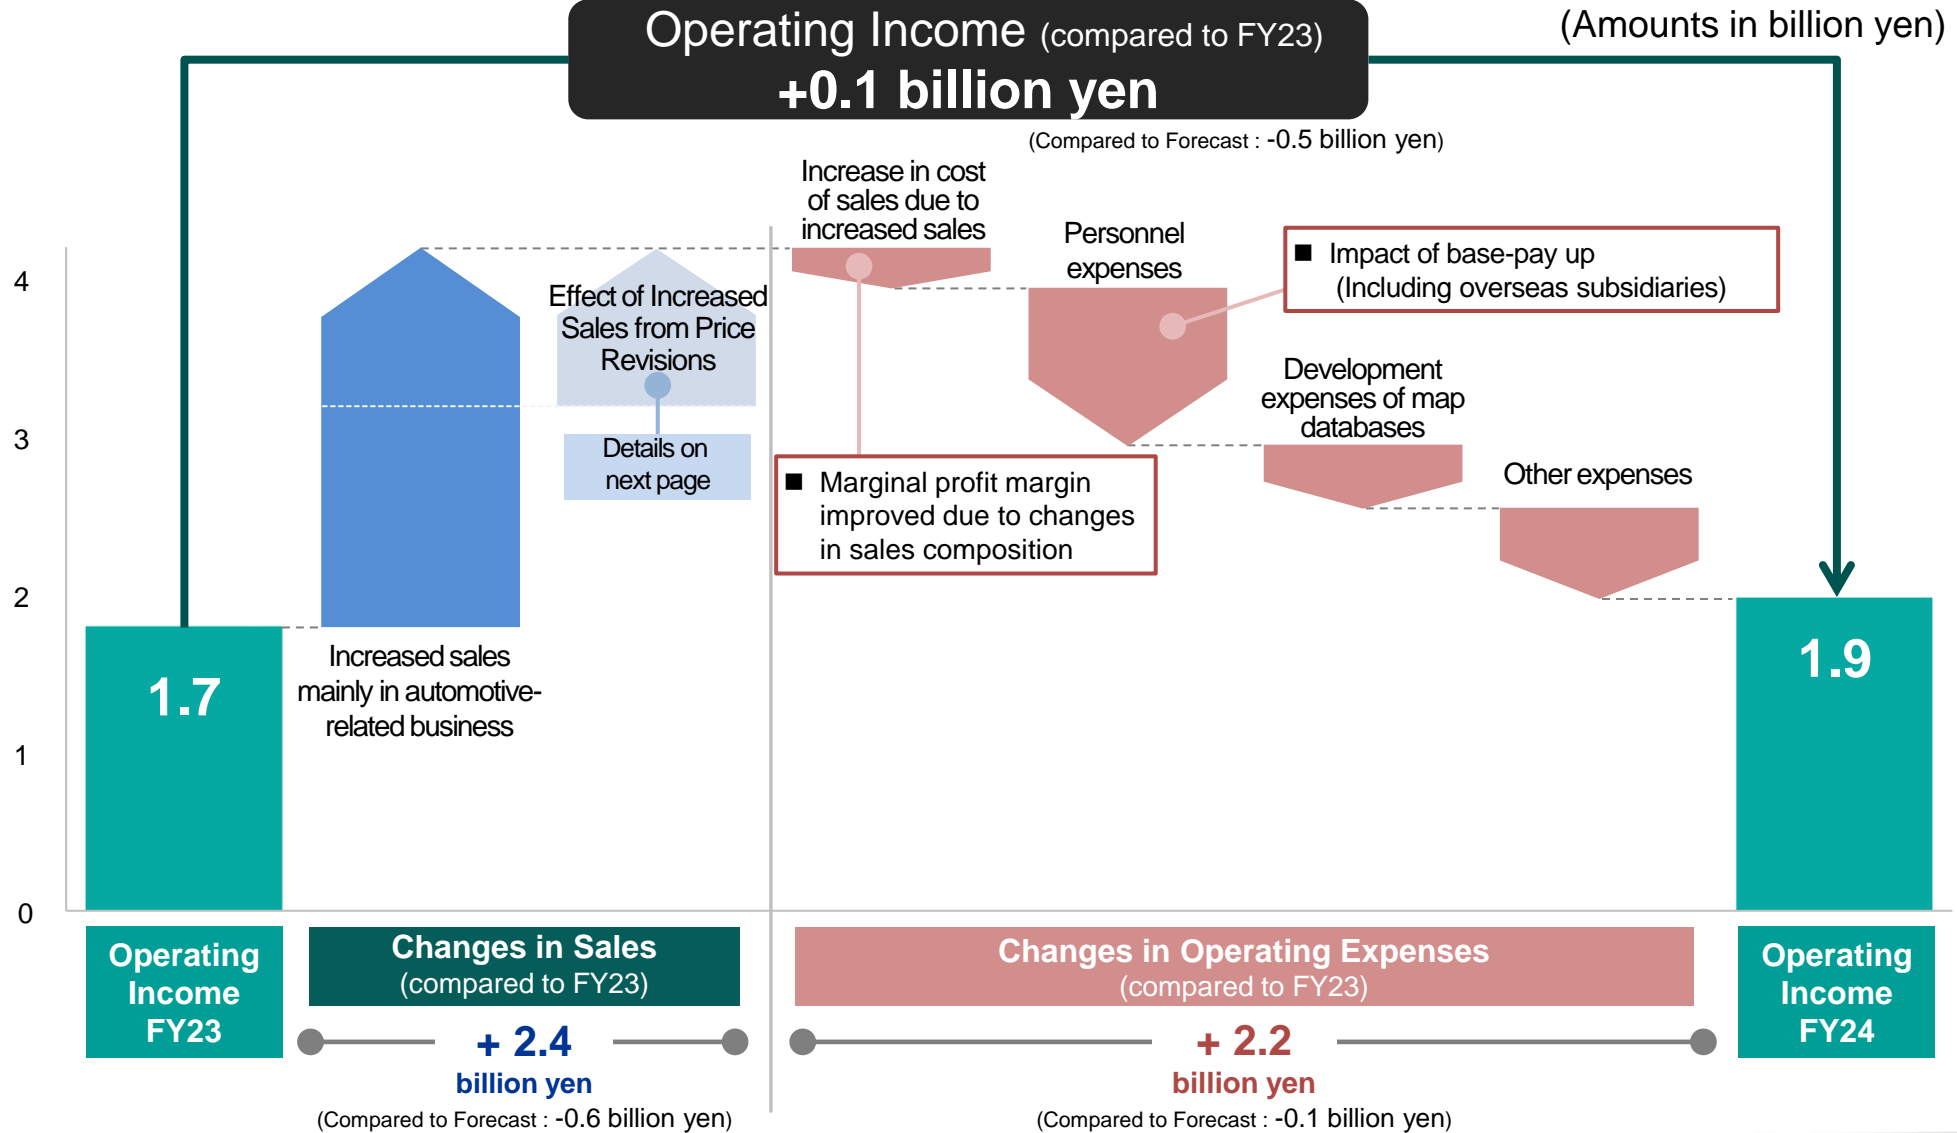 Operating Income (compared to FY23)
+0.1 billion yen
(Amounts in billion yen)
(Compared to Forecast : -0.5 billion yen)
Increase in cost
of sales due to
increased sales
Personnel
expenses
■ Impact of base-pay up
(Including overseas subsidiaries)
4
Effect of Increased
Sales from Price
Revisions
Development
expenses of map
databases
3
Details on
next page
■ Marginal profit margin
improved due to changes
in sales composition
Other expenses
2
1.7
Increased sales
mainly in automotive-
related business
1.9
1
0
Operating
Income
FY23
Changes in Sales
(compared to FY23)
+ 2.4
billion yen
(Compared to Forecast : -0.6 billion yen)
Changes in Operating Expenses
(compared to FY23)
+ 2.2
billion yen
(Compared to Forecast : -0.1 billion yen)
Operating
Income
FY24